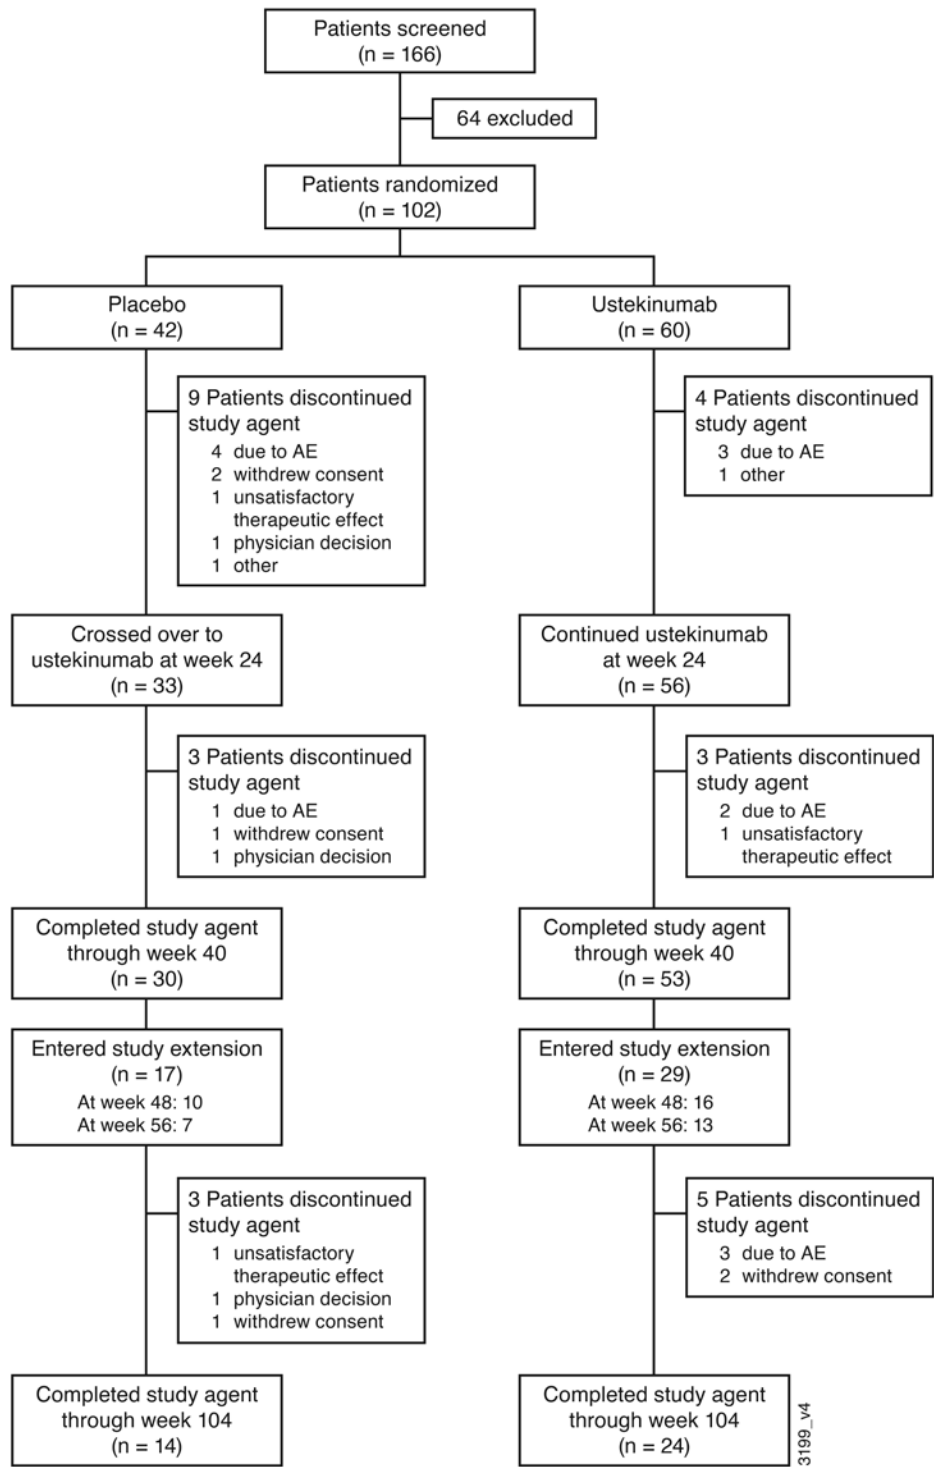 Patients screened
(n = 166)
64 excluded
Patients randomized
(n = 102)
Placebo
(n = 42)
Ustekinumab
(n = 60)
9 Patients discontinued
study agent
4 due to AE
2 withdrew consent
1 unsatisfactory
therapeutic effect
1 physician decision
1 other
4 Patients discontinued
study agent
3 due to AE
1 other
Crossed over to
ustekinumab at week 24
(n = 33)
Continued ustekinumab
at week 24
(n = 56)
3 Patients discontinued
study agent
1 due to AE
1 withdrew consent
1 physician decision
3 Patients discontinued
study agent
2 due to AE
1 unsatisfactory
therapeutic effect
Completed study agent
through week 40
(n = 30)
Completed study agent
through week 40
(n = 53)
Entered study extension
(n = 17)
At week 48: 10
At week 56: 7
Entered study extension
(n = 29)
At week 48: 16
At week 56: 13
3 Patients discontinued
study agent
1 unsatisfactory
therapeutic effect
1 physician decision
1 withdrew consent
5 Patients discontinued
study agent
3 due to AE
2 withdrew consent
Completed study agent
through week 104
(n = 14)
Completed study agent
through week 104
(n = 24)
3199_v4